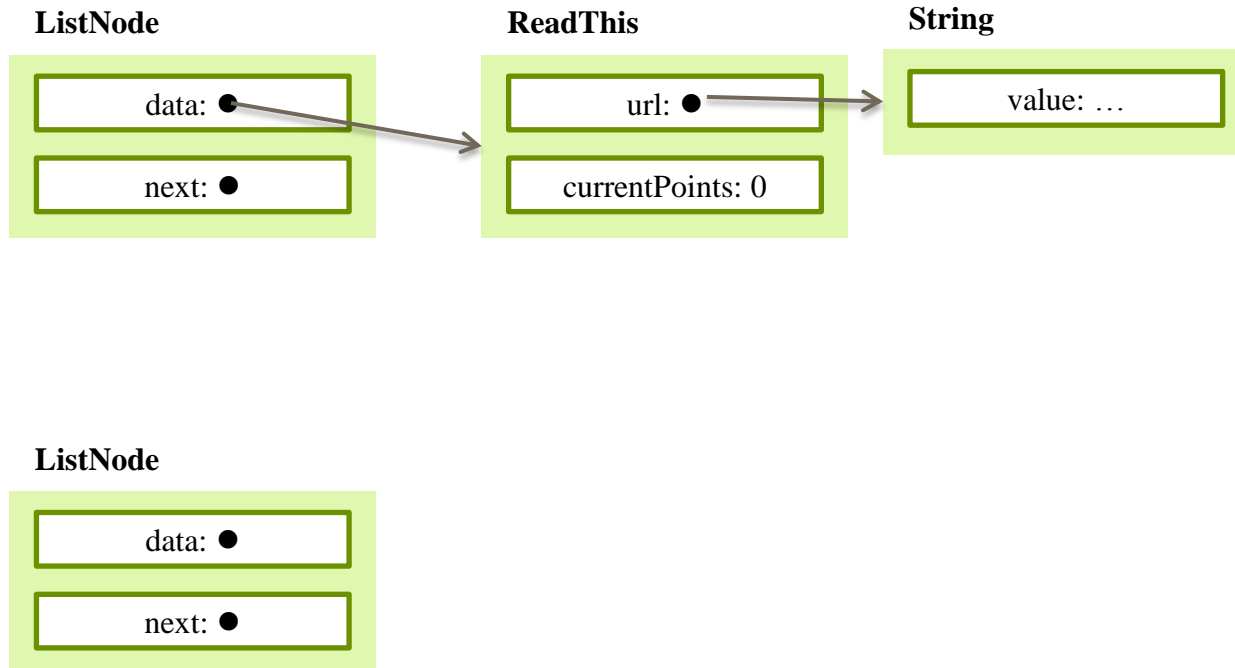 ListNode
ReadThis
String
data: ●
url: ●
value: …
next: ●
currentPoints: 0
ListNode
data: ●
next: ●